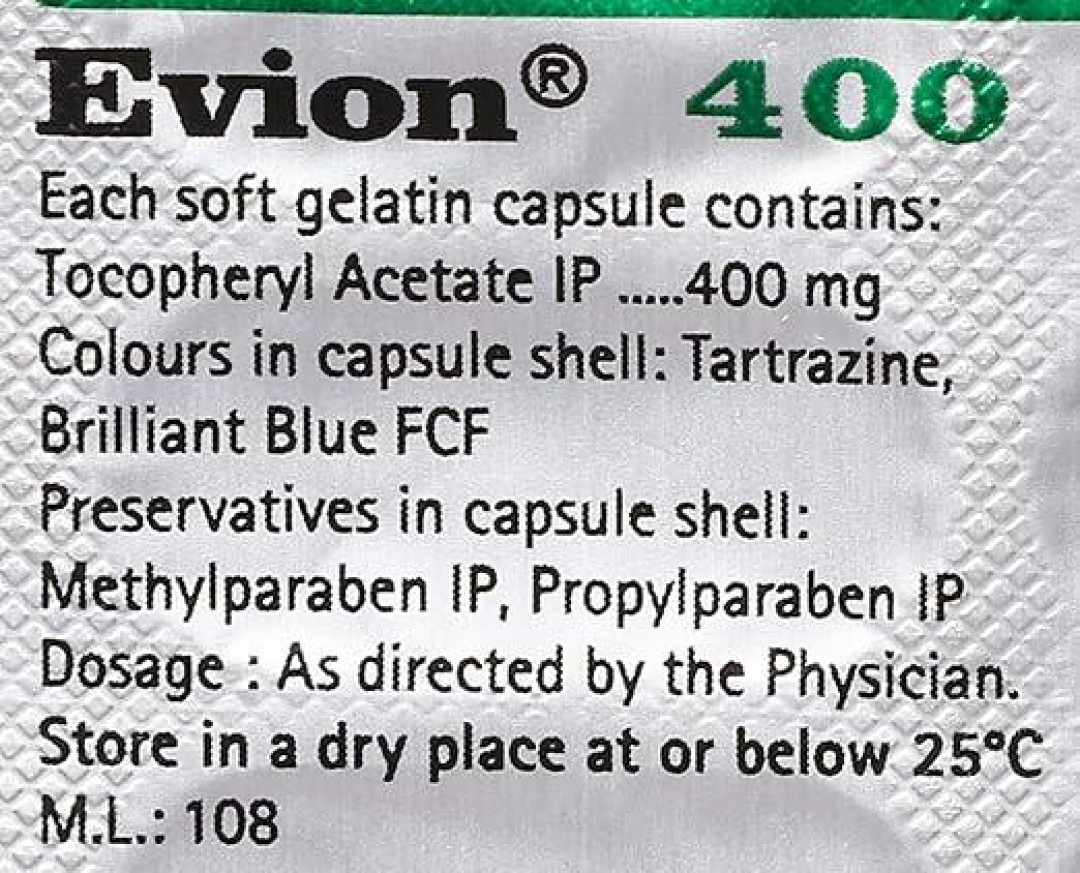 Evion® 400
Each soft gelatin capsule contains:
Tocopheryl Acetate IP .....400 mg
Colours in capsule shell: Tartrazine,
Brilliant Blue FCF
Preservatives in capsule shell:
Methylparaben IP, Propylparaben IP
Dosage : As directed by the Physician.
Store in a dry place at or below 25°C
M.L.: 108